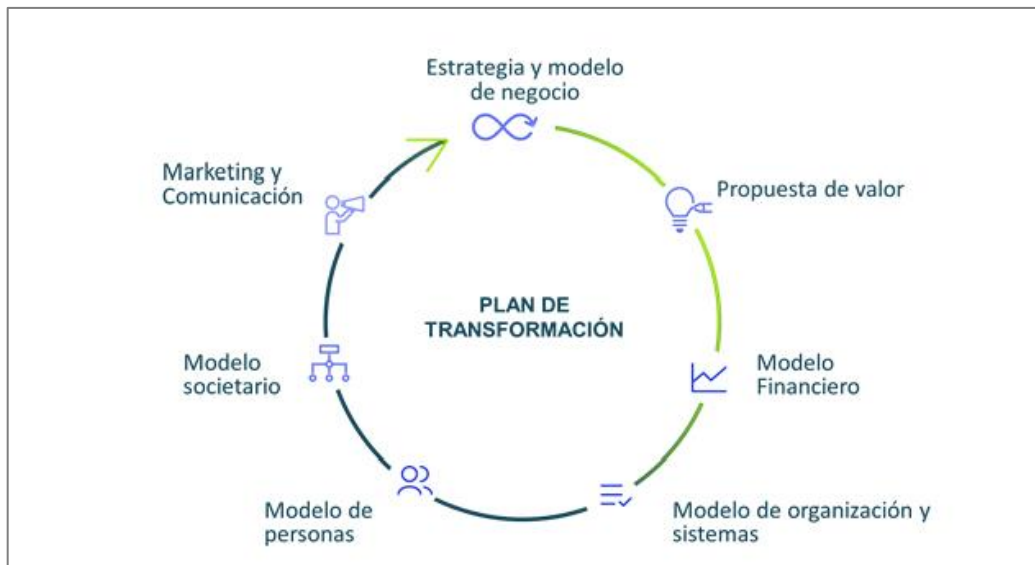 Estrategia y modelo
de negocio
Propuesta de valor
Modelo
Financiero
Modelo de organización y
sistemas
Modelo de
personas
Modelo
societario
Marketing y
Comunicación
PLAN DE
TRANSFORMACIÓN